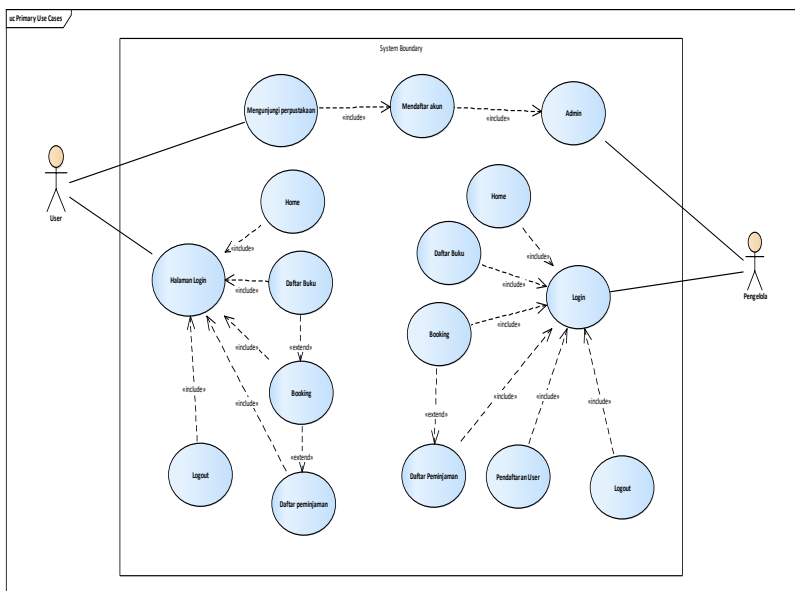 uc Primary Use Cases
System Boundary
Mengunjungi perpustakaan
«include»
Mendaftar akun
«include»
Admin
User
Home
«include»
Halaman Login
Daftar Buku
«include»
«extend»
«include»
Booking
«include»
«include»
«extend»
Logout
Daftar peminjaman
Home
«include»
Daftar Buku
«include»
Login
Pengelola
Booking
«include»
«extend»
«include»
«include»
«include»
Daftar Peminjaman
Pendaftaran User
Logout